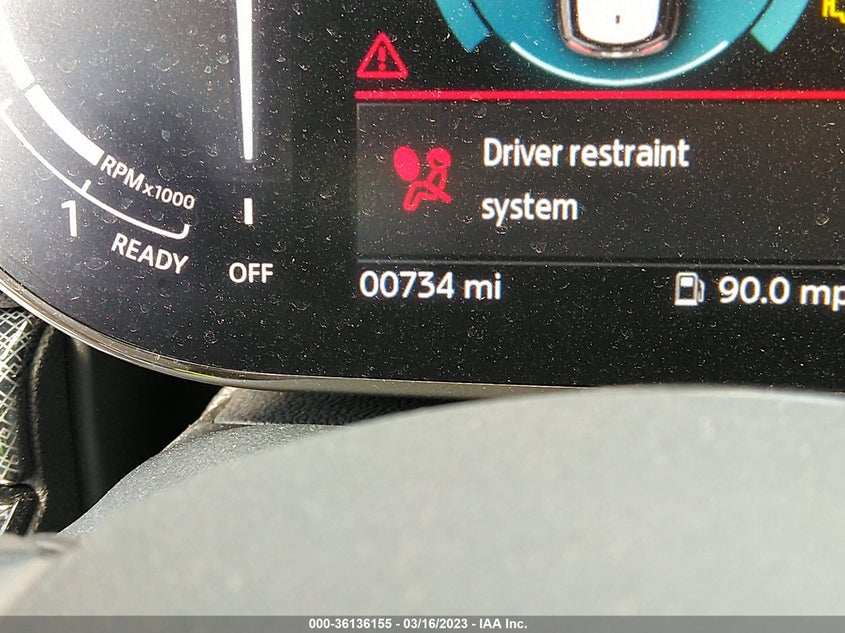 Driver restraint
system
RPM x1000
1
READY
OFF
00734 mi
90.0 mp
000-36136155 - 03/16/2023 - IAA Inc.